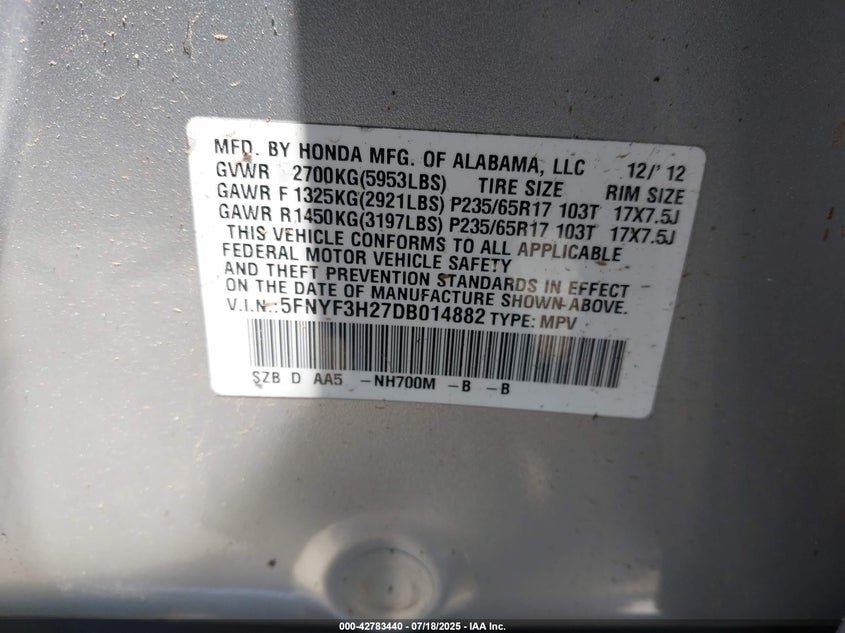 MFD. BY HONDA MFG. OF ALABAMA, LLC 12/'12
GVWR 2700KG(5953LBS) TIRE SIZE RIM SIZE
GAWR F 1325KG(2921LBS) P235/65R17 103T 17X7.5J
GAWR R1450KG(3197LBS) P235/65R17 103T 17X7.5J
THIS VEHICLE CONFORMS TO ALL APPLICABLE
FEDERAL MOTOR VEHICLE SAFETY
AND THEFT PREVENTION STANDARDS IN EFFECT
ON THE DATE OF MANUFACTURE SHOWN ABOVE.
V.I.N.:5FNYF3H27DB014882 TYPE: MPV
SZB D AA5 -NH700M -B -B
000-42783440 - 07/18/2025 - IAA Inc.